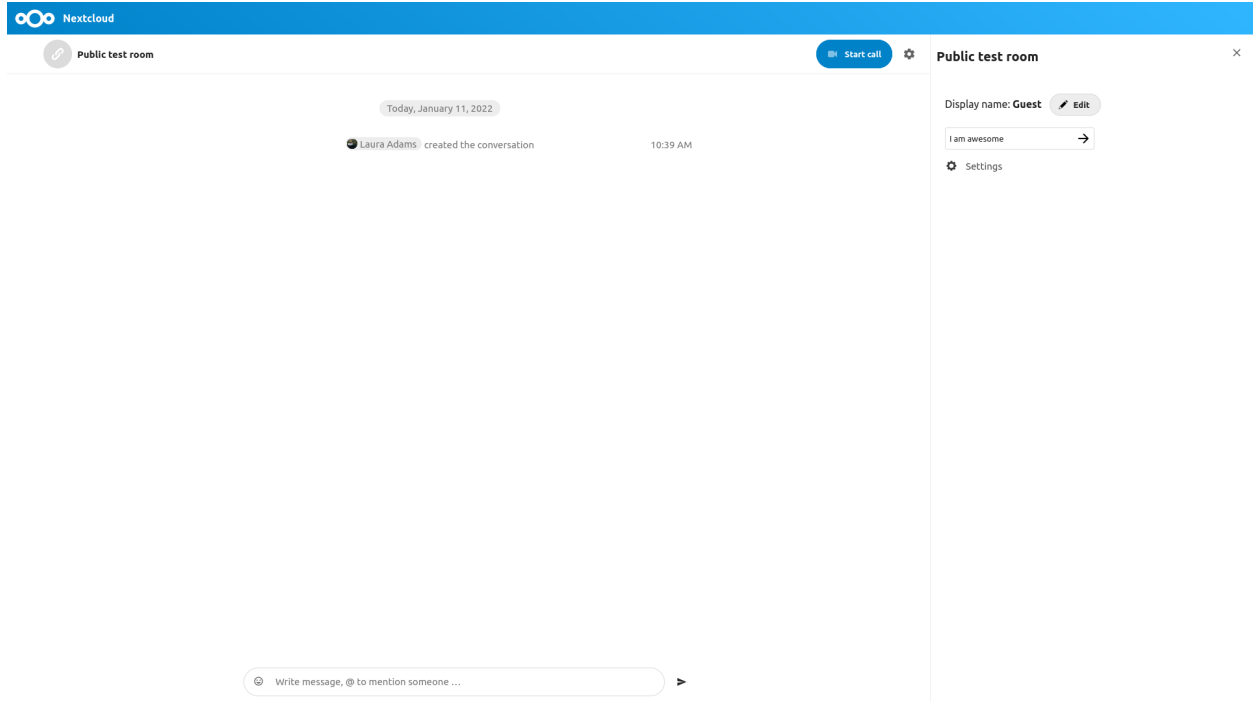 Nextcloud
Public test room
Start call
Today, January 11, 2022
Laura Adams created the conversation 10:39 AM
Write message, @ to mention someone ...
Public test room
Display name: Guest Edit
I am awesome
Settings